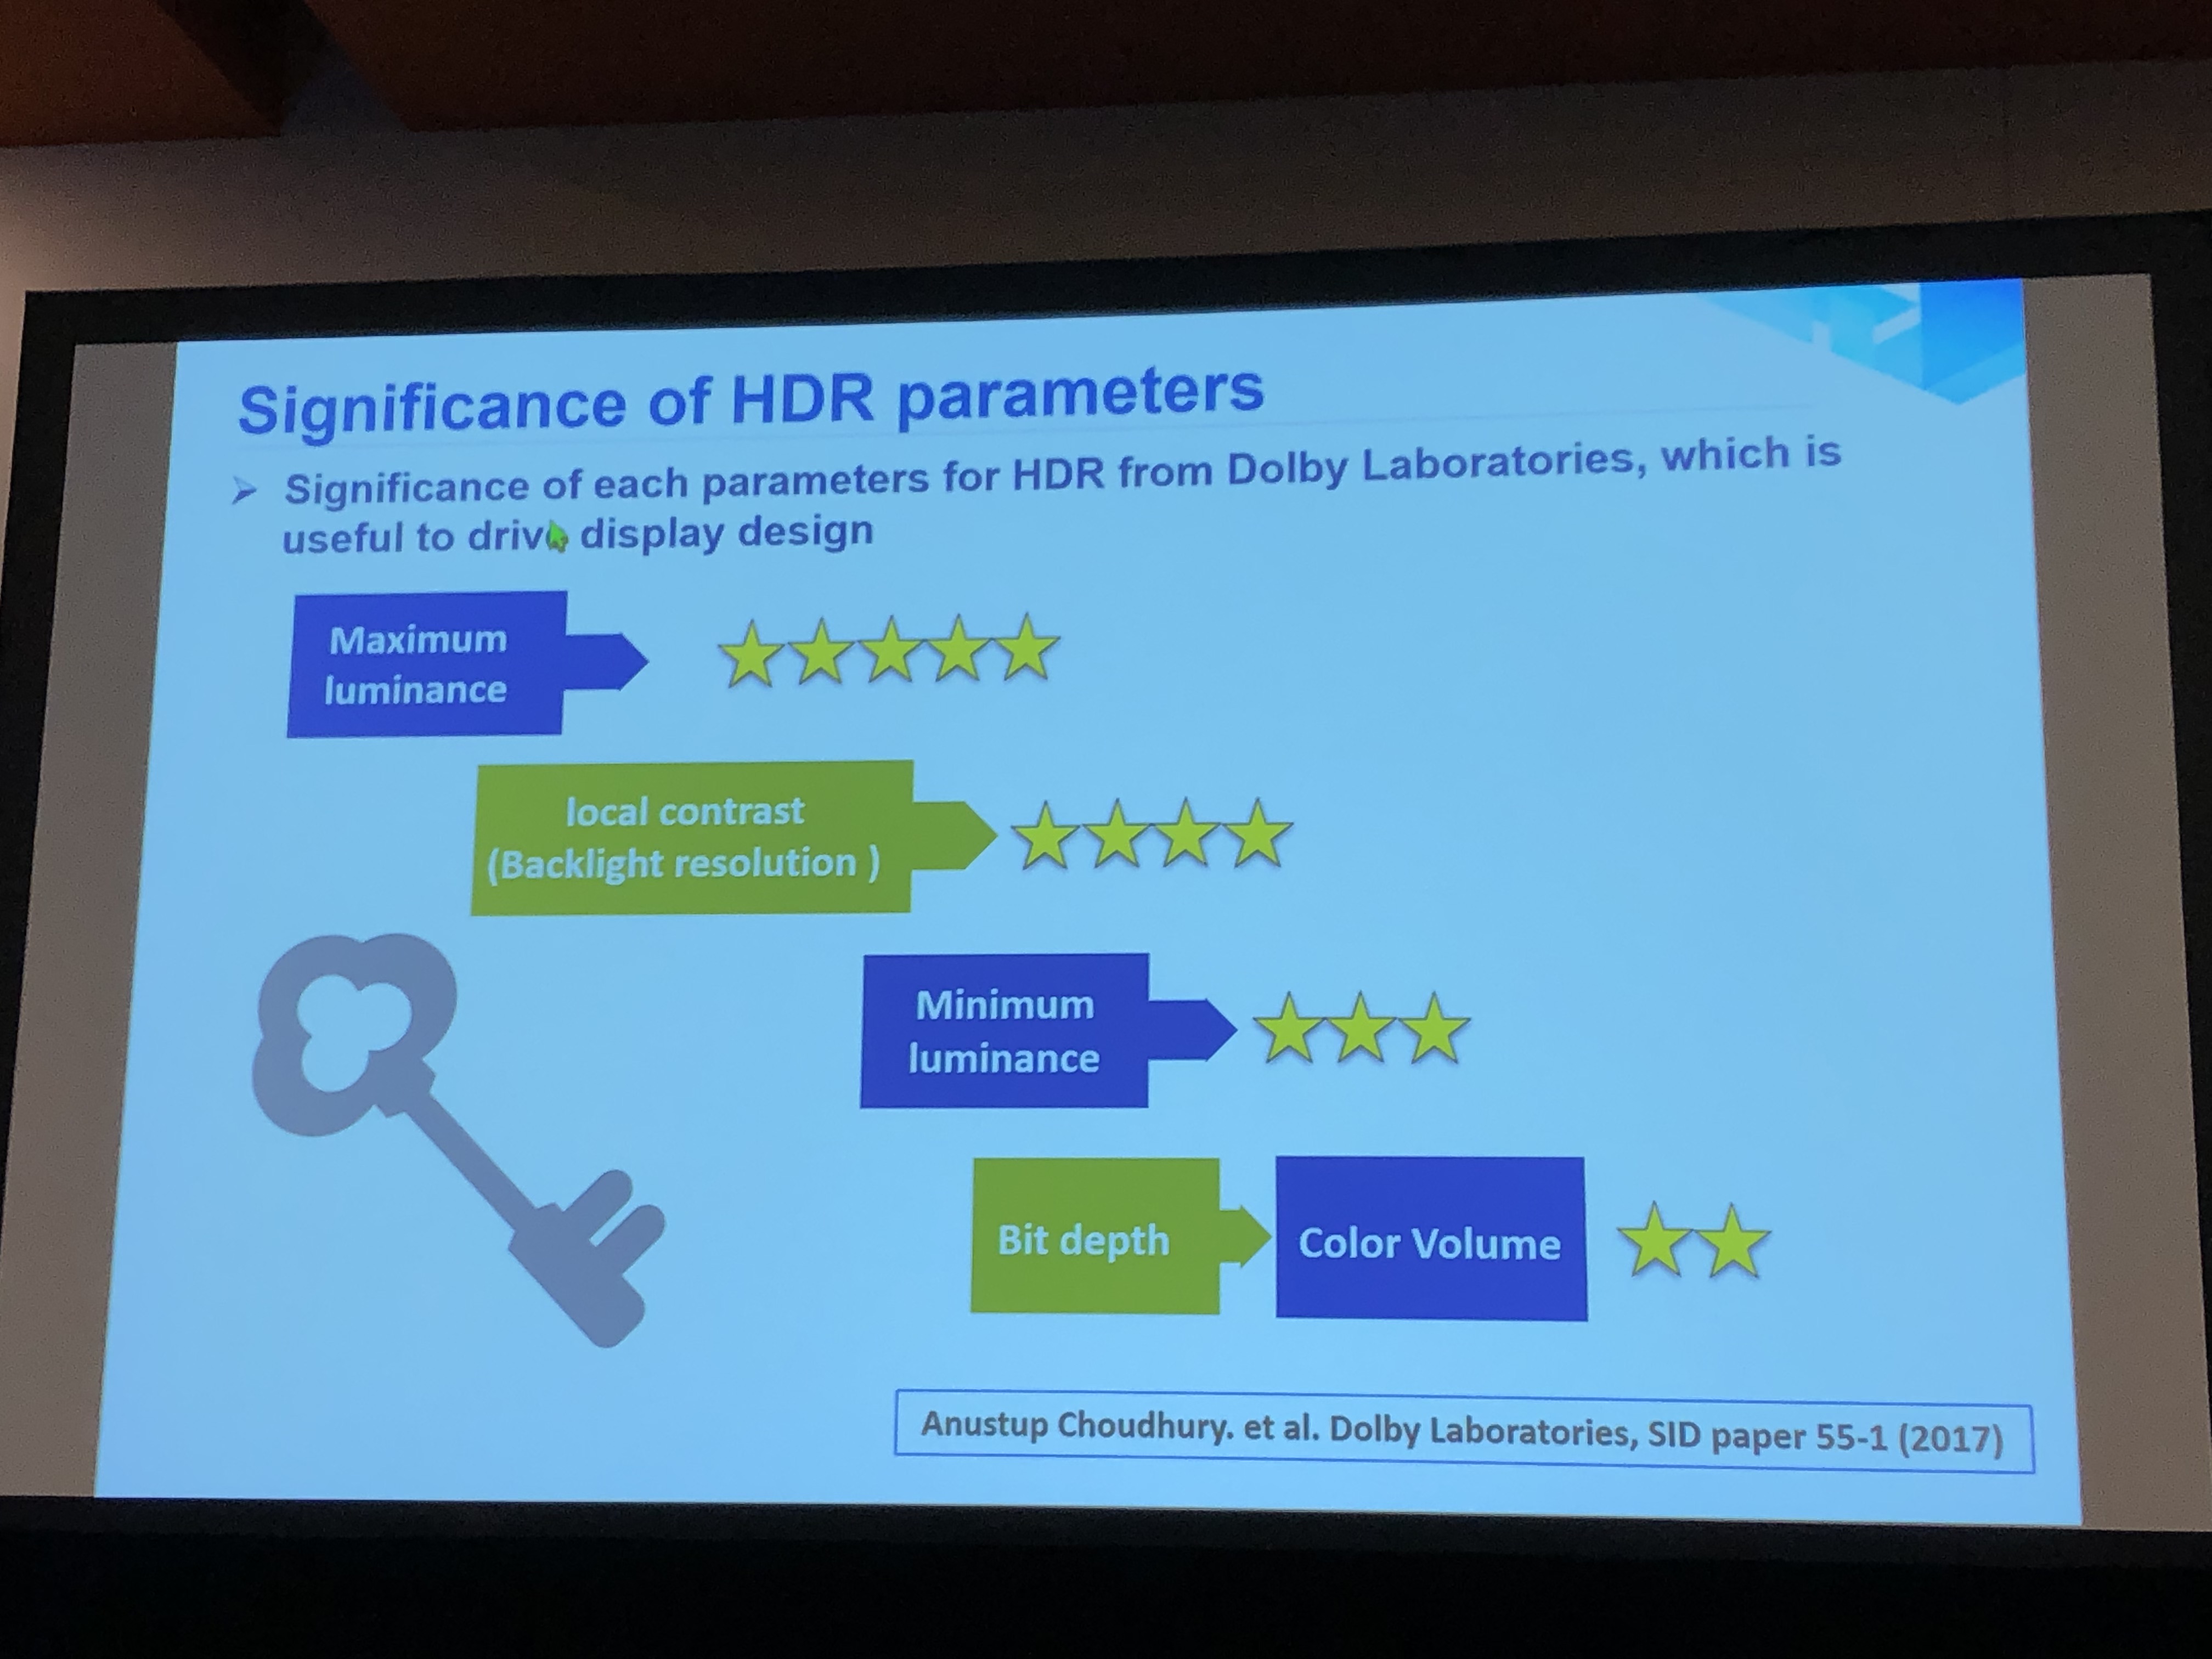 Significance of HDR parameters
Significance of each parameters for HDR from Dolby Laboratories, which is
useful to drive display design
Maximum
luminance
local contrast
(Backlight resolution )
Minimum
luminance
Bit depth
Color Volume
Anustup Choudhury. et al. Dolby Laboratories, SID paper 55-1 (2017)